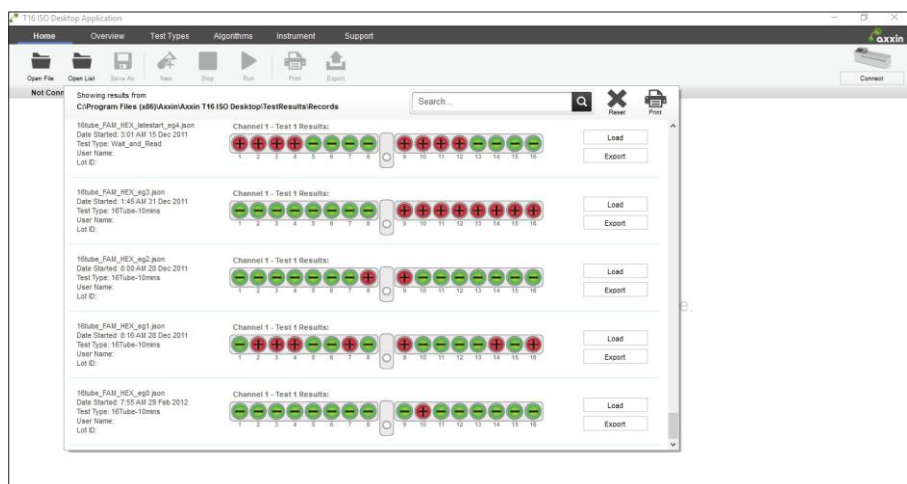 T16 ISO Desktop Application
Home Overview Test Types Algorithms Instrument Support
axxin
Open File Open List Save As New Stop Run Print Export Connect
Not Conn
Showing results from
C:\Program Files (x86)\Axxin\Axxin T16 ISO Desktop\TestResults\Records
Search...
Reset Print
16tube_FAM_HEX_latestart_eg4.json
Date Started: 3:01 AM 15 Dec 2011
Test Type: Wait_and_Read
User Name:
Lot ID:
Channel 1 - Test 1 Results:
1 2 3 4 5 6 7 8 9 10 11 12 13 14 15 16
Load
Export
16tube_FAM_HEX_eg3.json
Date Started: 1:45 AM 31 Dec 2011
Test Type: 16Tube-10mins
User Name:
Lot ID:
Channel 1 - Test 1 Results:
1 2 3 4 5 6 7 8 9 10 11 12 13 14 15 16
Load
Export
16tube_FAM_HEX_eg2.json
Date Started: 8:00 AM 28 Dec 2011
Test Type: 16Tube-10mins
User Name:
Lot ID:
Channel 1 - Test 1 Results:
1 2 3 4 5 6 7 8 9 10 11 12 13 14 15 16
Load
Export
e.
16tube_FAM_HEX_eg1.json
Date Started: 8:16 AM 28 Dec 2011
Test Type: 16Tube-10mins
User Name:
Lot ID:
Channel 1 - Test 1 Results:
1 2 3 4 5 6 7 8 9 10 11 12 13 14 15 16
Load
Export
16tube_FAM_HEX_eg0.json
Date Started: 7:55 AM 29 Feb 2012
Test Type: 16Tube-10mins
User Name:
Lot ID:
Channel 1 - Test 1 Results:
1 2 3 4 5 6 7 8 9 10 11 12 13 14 15 16
Load
Export